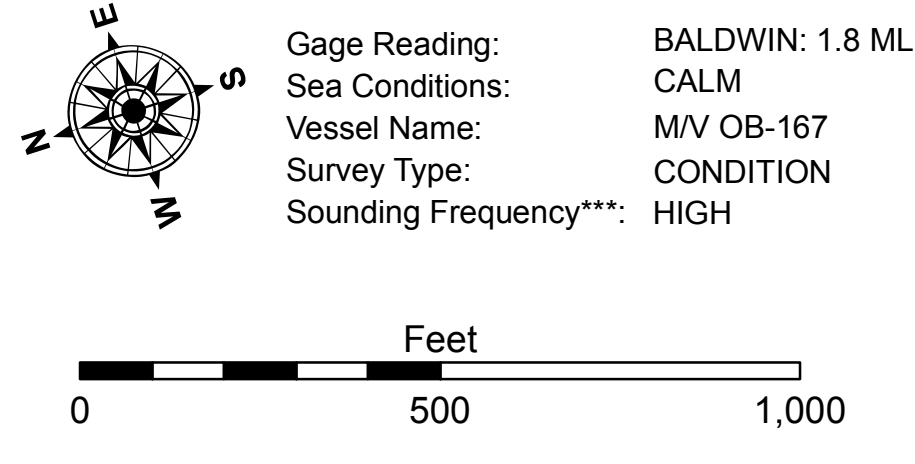 E
S
N
W
Gage Reading: BALDWIN: 1.8 ML
Sea Conditions: CALM
Vessel Name: M/V OB-167
Survey Type: CONDITION
Sounding Frequency***: HIGH
Feet
0 500 1,000